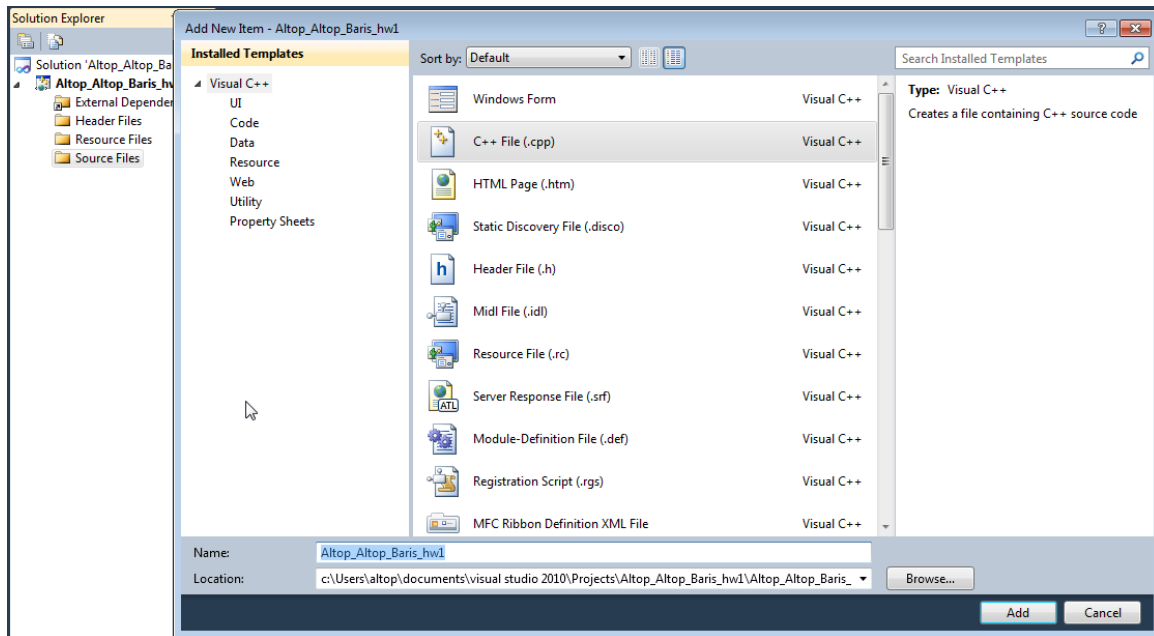 Solution Explorer
Solution 'Altop_Altop_Ba
Altop_Altop_Baris_hw
External Depender
Header Files
Resource Files
Source Files
Add New Item - Altop_Altop_Baris_hw1
Installed Templates
Visual C++
UI
Code
Data
Resource
Web
Utility
Property Sheets
Sort by: Default
Windows Form Visual C++
C++ File (.cpp) Visual C++
HTML Page (.htm) Visual C++
Static Discovery File (.disco) Visual C++
h Header File (.h) Visual C++
Midl File (.idl) Visual C++
Resource File (.rc) Visual C++
ATL Server Response File (.srf) Visual C++
Module-Definition File (.def) Visual C++
Registration Script (.rgs) Visual C++
MFC Ribbon Definition XML File Visual C++
Search Installed Templates
Type: Visual C++
Creates a file containing C++ source code
Name: Altop_Altop_Baris_hw1
Location: c:\Users\altop\documents\visual studio 2010\Projects\Altop_Altop_Baris_hw1\Altop_Altop_Baris_ Browse...
Add Cancel